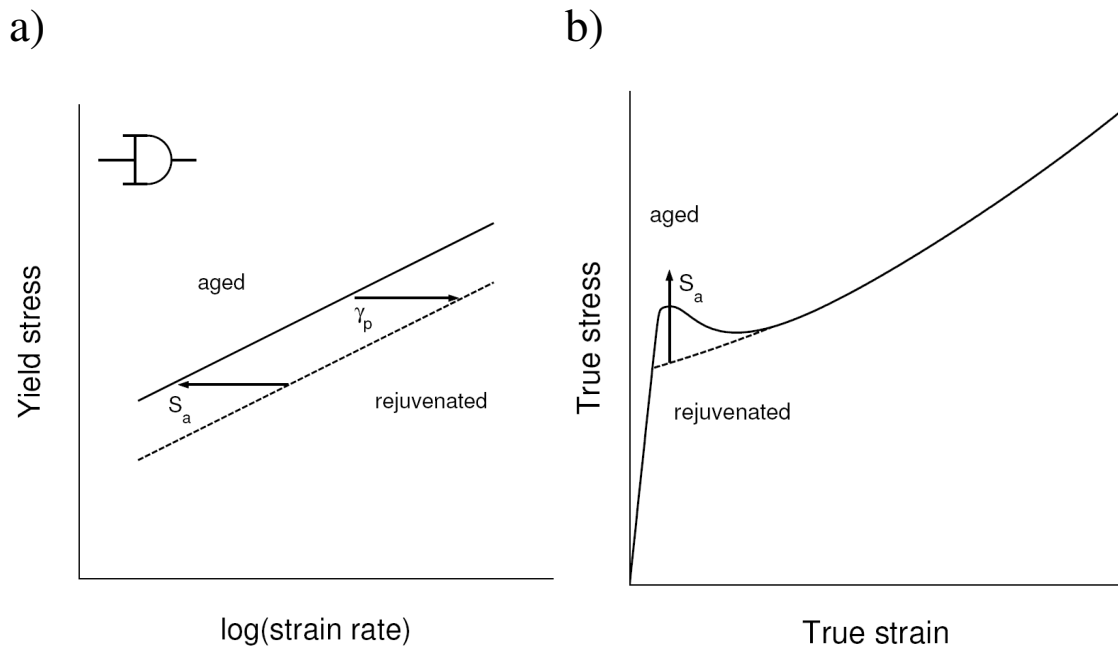 a)
aged
γp
Sa
rejuvenated
Yield stress
log(strain rate)
b)
aged
Sa
rejuvenated
True stress
True strain